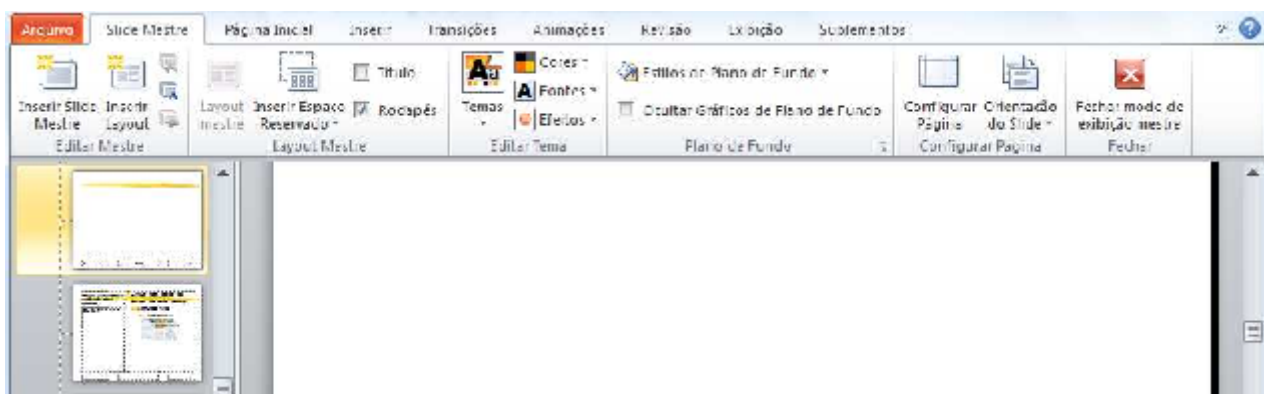 Arquivo Slide Mestre Página Inicial Inserir Transições Animações Revisão Exibição Suplementos
Título Cores Estilos de Plano de Fundo
Fontes
Inserir Slide Inserir Layout Inserir Espaço Rodapés Temas Ocultar Gráficos de Plano de Fundo Configurar Orientação Fechar modo de
Mestre Layout mestre Reservado Efeitos Página do Slide exibição mestre
Editar Mestre Layout Mestre Editar Tema Plano de Fundo Configurar Página Fechar